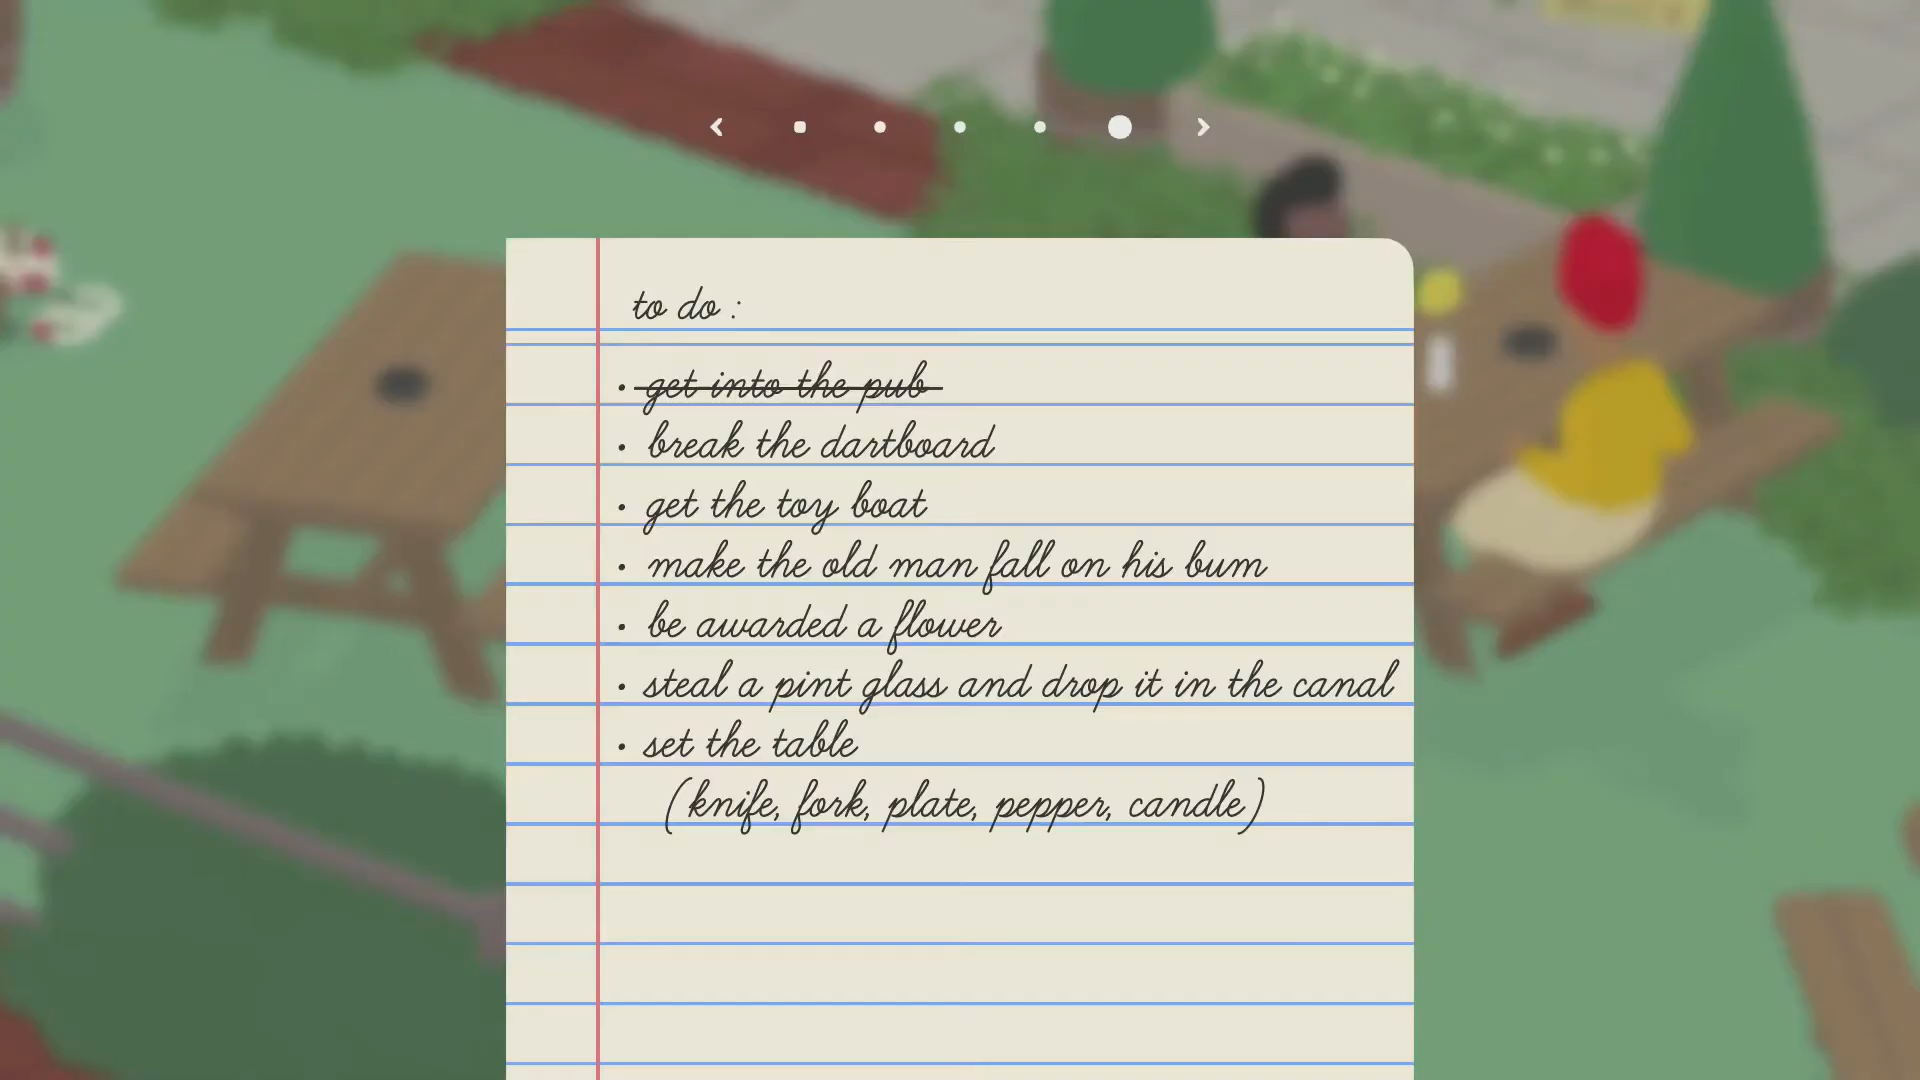 to do :
• get into the pub
• break the dartboard
• get the toy boat
• make the old man fall on his bum
• be awarded a flower
• steal a pint glass and drop it in the canal
• set the table
(knife, fork, plate, pepper, candle)